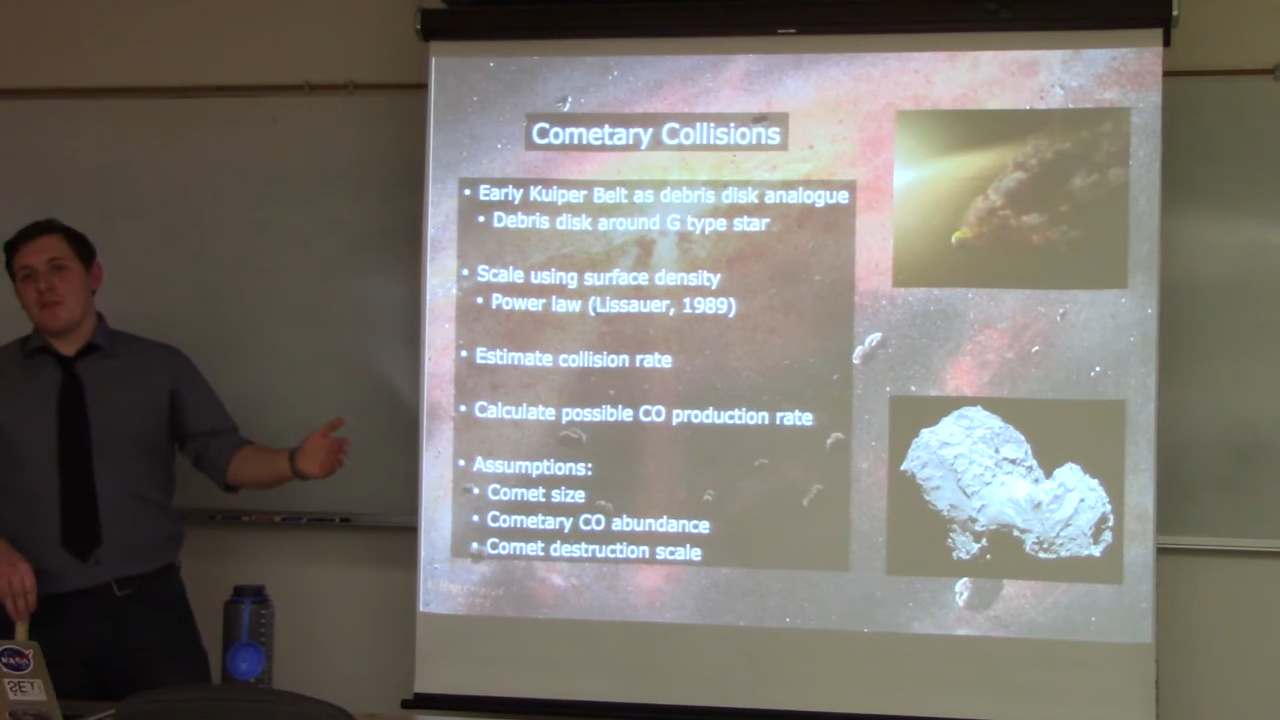 Cometary Collisions
• Early Kuiper Belt as debris disk analogue
• Debris disk around G type star
• Scale using surface density
• Power law (Lissauer, 1989)
• Estimate collision rate
• Calculate possible CO production rate
• Assumptions:
• Comet size
• Cometary CO abundance
• Comet destruction scale
NASA
SETI